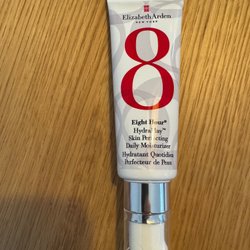 Elizabeth Arden
NEW YORK
8
Eight Hour®
HydraPlay™
Skin Perfecting
Daily Moisturizer
Hydratant Quotidien
Perfecteur de Peau